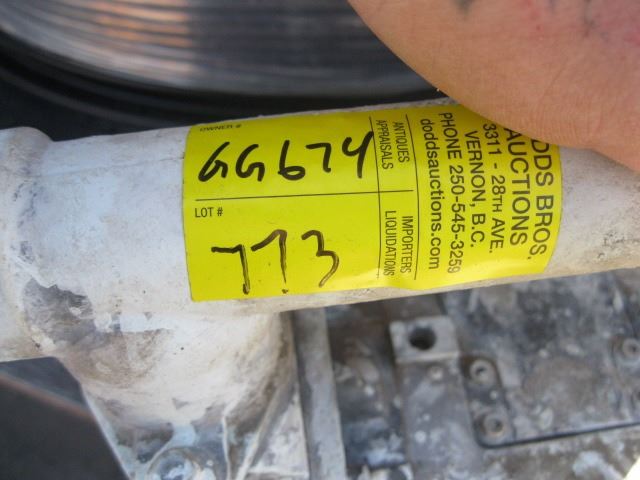 OWNER #
GG674
LOT #
773
ANTIQUES
APPRAISALS
IMPORTERS
LIQUIDATIONS
DODDS BROS.
AUCTIONS
3311 - 28TH AVE.
VERNON, B.C.
PHONE 250-545-3259
doddsauctions.com